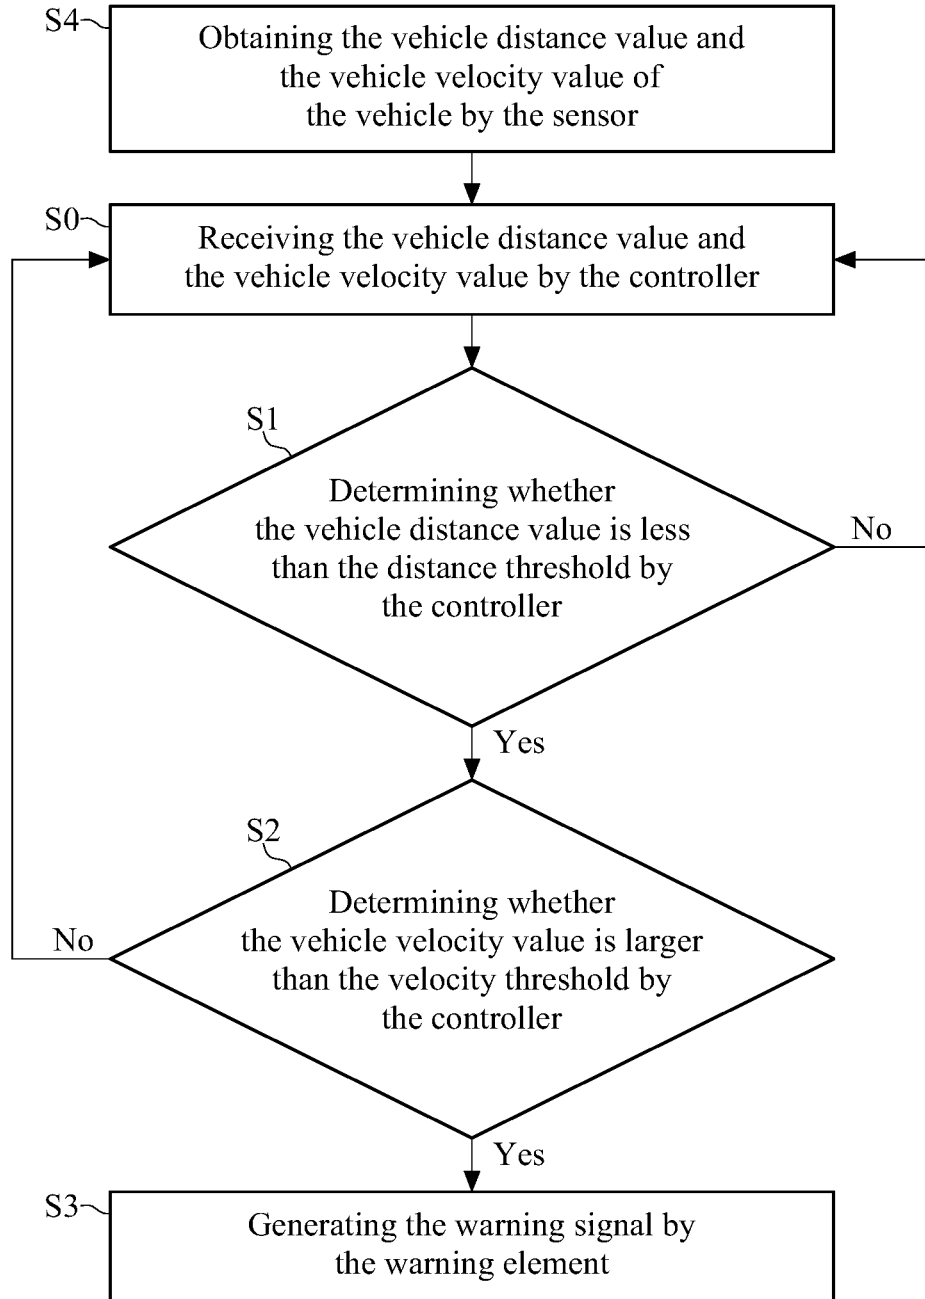 S4
Obtaining the vehicle distance value and
the vehicle velocity value of
the vehicle by the sensor
S0
Receiving the vehicle distance value and
the vehicle velocity value by the controller
S1
Determining whether
the vehicle distance value is less
than the distance threshold by
the controller
No
Yes
S2
Determining whether
the vehicle velocity value is larger
than the velocity threshold by
the controller
No
Yes
S3
Generating the warning signal by
the warning element